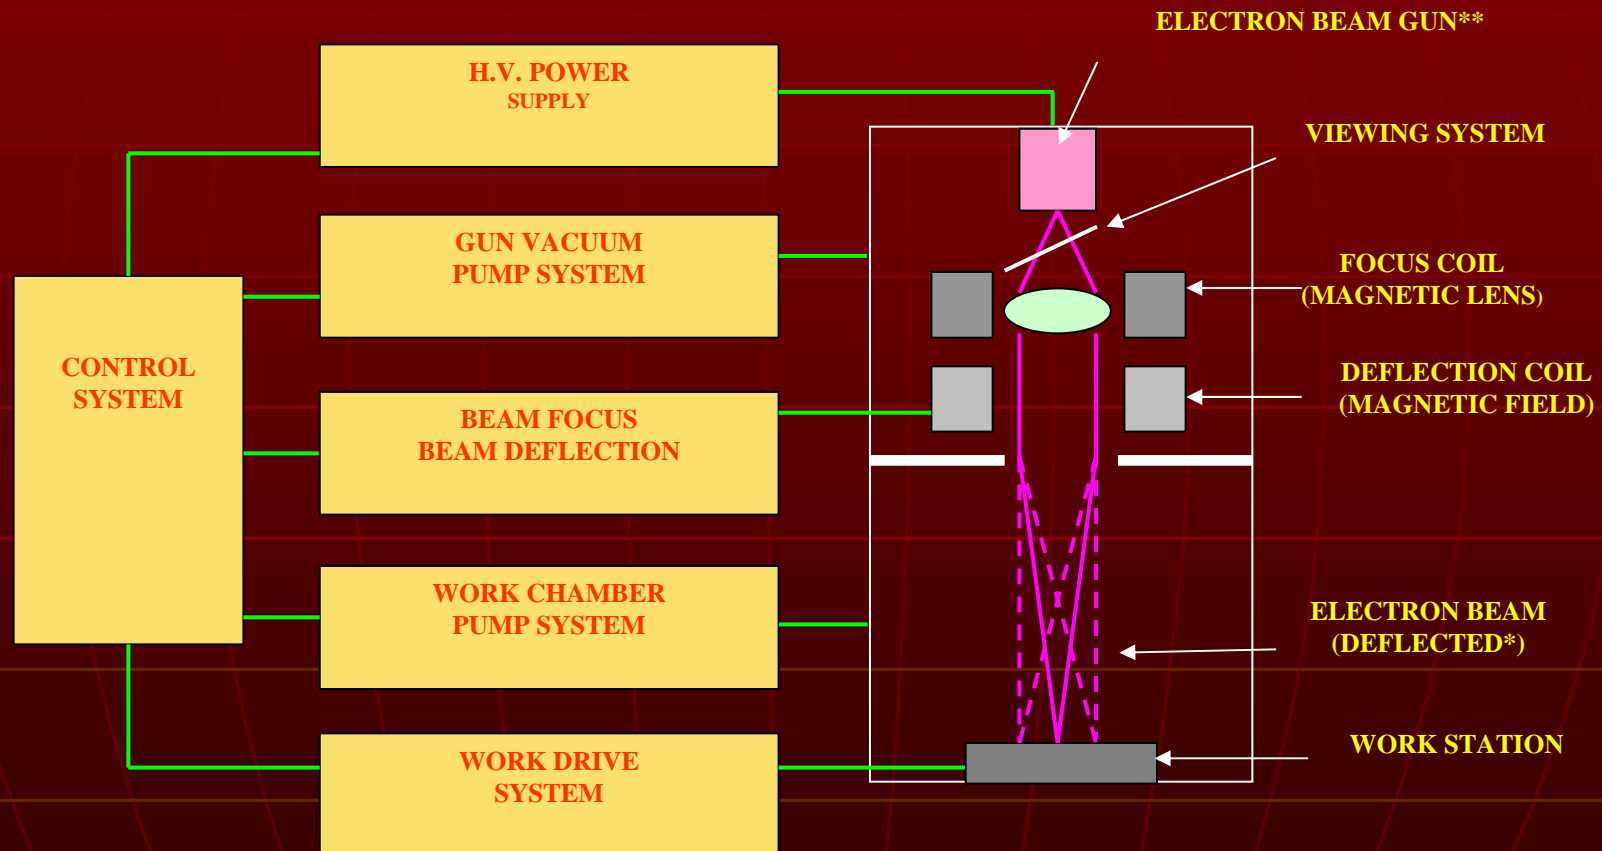 ELECTRON BEAM GUN**
H.V. POWER
SUPPLY
VIEWING SYSTEM
GUN VACUUM
PUMP SYSTEM
FOCUS COIL
(MAGNETIC LENS)
CONTROL
SYSTEM
DEFLECTION COIL
(MAGNETIC FIELD)
BEAM FOCUS
BEAM DEFLECTION
WORK CHAMBER
PUMP SYSTEM
ELECTRON BEAM
(DEFLECTED*)
WORK STATION
WORK DRIVE
SYSTEM